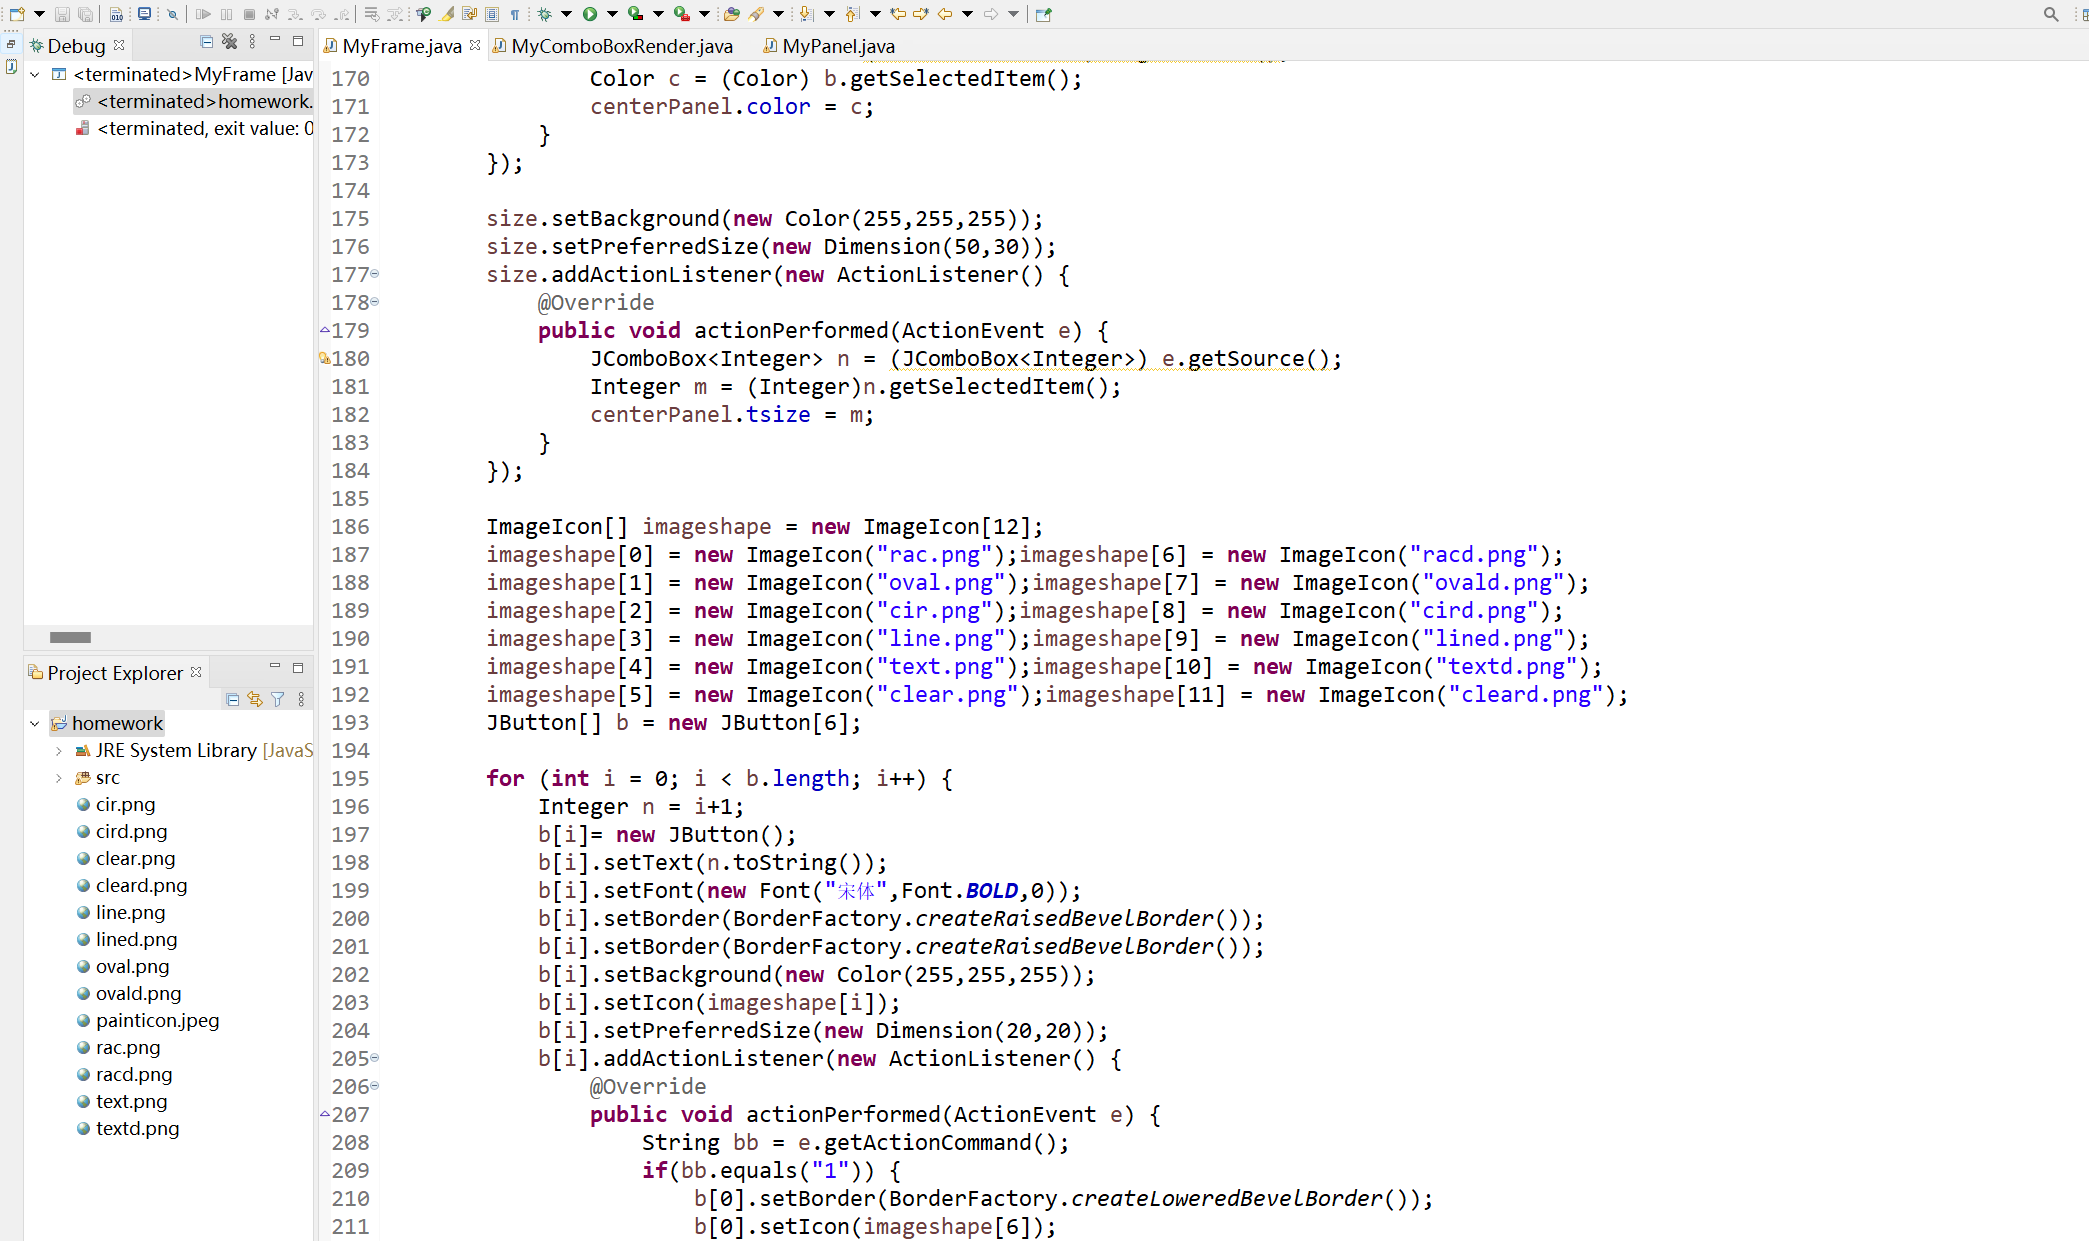 Debug
MyFrame.java
MyComboBoxRender.java
MyPanel.java
<terminated>MyFrame [Jav
<terminated>homework.
<terminated, exit value: 0
Project Explorer
homework
JRE System Library [JavaS
src
cir.png
cird.png
clear.png
cleard.png
line.png
lined.png
oval.png
ovald.png
painticon.jpeg
rac.png
racd.png
text.png
textd.png
170 Color c = (Color) b.getSelectedItem();
171 centerPanel.color = c;
172 }
173 });
174
175 size.setBackground(new Color(255,255,255));
176 size.setPreferredSize(new Dimension(50,30));
177 size.addActionListener(new ActionListener() {
178 @Override
179 public void actionPerformed(ActionEvent e) {
180 JComboBox<Integer> n = (JComboBox<Integer>) e.getSource();
181 Integer m = (Integer)n.getSelectedItem();
182 centerPanel.tsize = m;
183 }
184 });
185
186 ImageIcon[] imageshape = new ImageIcon[12];
187 imageshape[0] = new ImageIcon("rac.png");imageshape[6] = new ImageIcon("racd.png");
188 imageshape[1] = new ImageIcon("oval.png");imageshape[7] = new ImageIcon("ovald.png");
189 imageshape[2] = new ImageIcon("cir.png");imageshape[8] = new ImageIcon("cird.png");
190 imageshape[3] = new ImageIcon("line.png");imageshape[9] = new ImageIcon("lined.png");
191 imageshape[4] = new ImageIcon("text.png");imageshape[10] = new ImageIcon("textd.png");
192 imageshape[5] = new ImageIcon("clear.png");imageshape[11] = new ImageIcon("cleard.png");
193 JButton[] b = new JButton[6];
194
195 for (int i = 0; i < b.length; i++) {
196 Integer n = i+1;
197 b[i]= new JButton();
198 b[i].setText(n.toString());
199 b[i].setFont(new Font("宋体",Font.BOLD,0));
200 b[i].setBorder(BorderFactory.createRaisedBevelBorder());
201 b[i].setBorder(BorderFactory.createRaisedBevelBorder());
202 b[i].setBackground(new Color(255,255,255));
203 b[i].setIcon(imageshape[i]);
204 b[i].setPreferredSize(new Dimension(20,20));
205 b[i].addActionListener(new ActionListener() {
206 @Override
207 public void actionPerformed(ActionEvent e) {
208 String bb = e.getActionCommand();
209 if(bb.equals("1")) {
210 b[0].setBorder(BorderFactory.createLoweredBevelBorder());
211 b[0].setIcon(imageshape[6]);